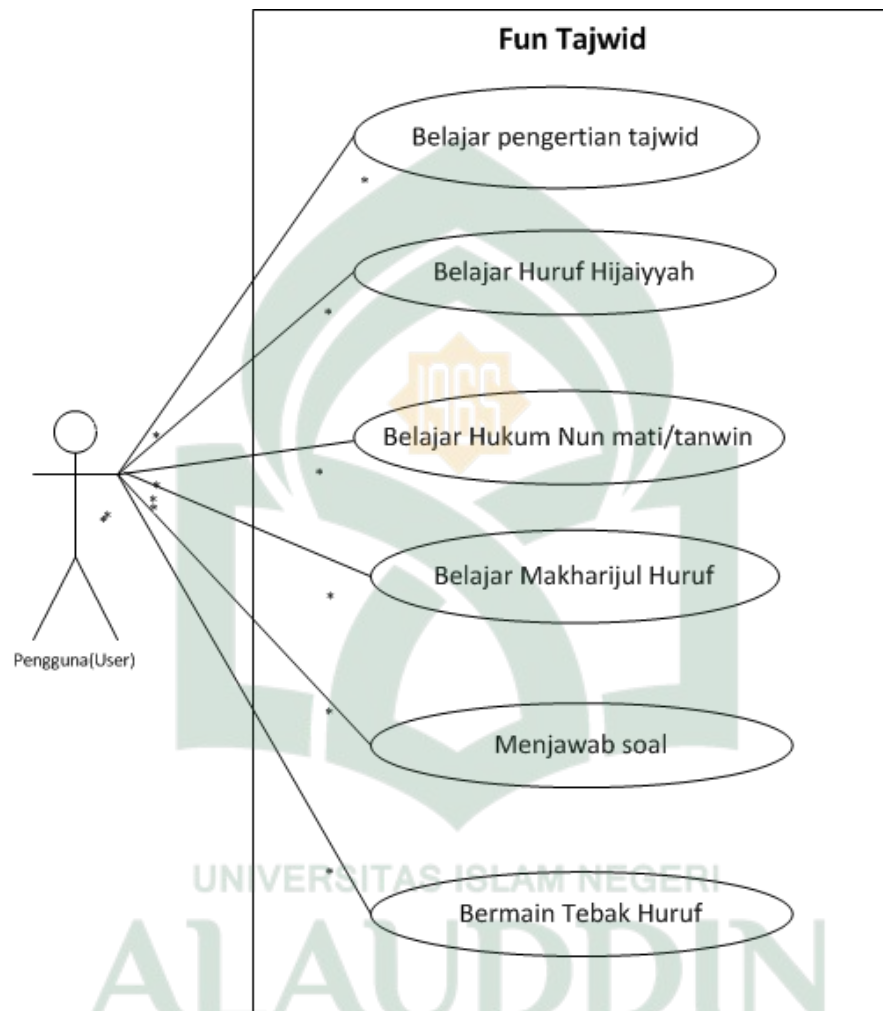 Fun Tajwid
Belajar pengertian tajwid
*
Belajar Huruf Hijaiyyah
*
1965
*
Belajar Hukum Nun mati/tanwin
*
*
*
*
**
Belajar Makharijul Huruf
*
Pengguna(User)
*
Menjawab soal
UNIVERSITAS ISLAM NEGERI
*
Bermain Tebak Huruf
ALAUDDIN